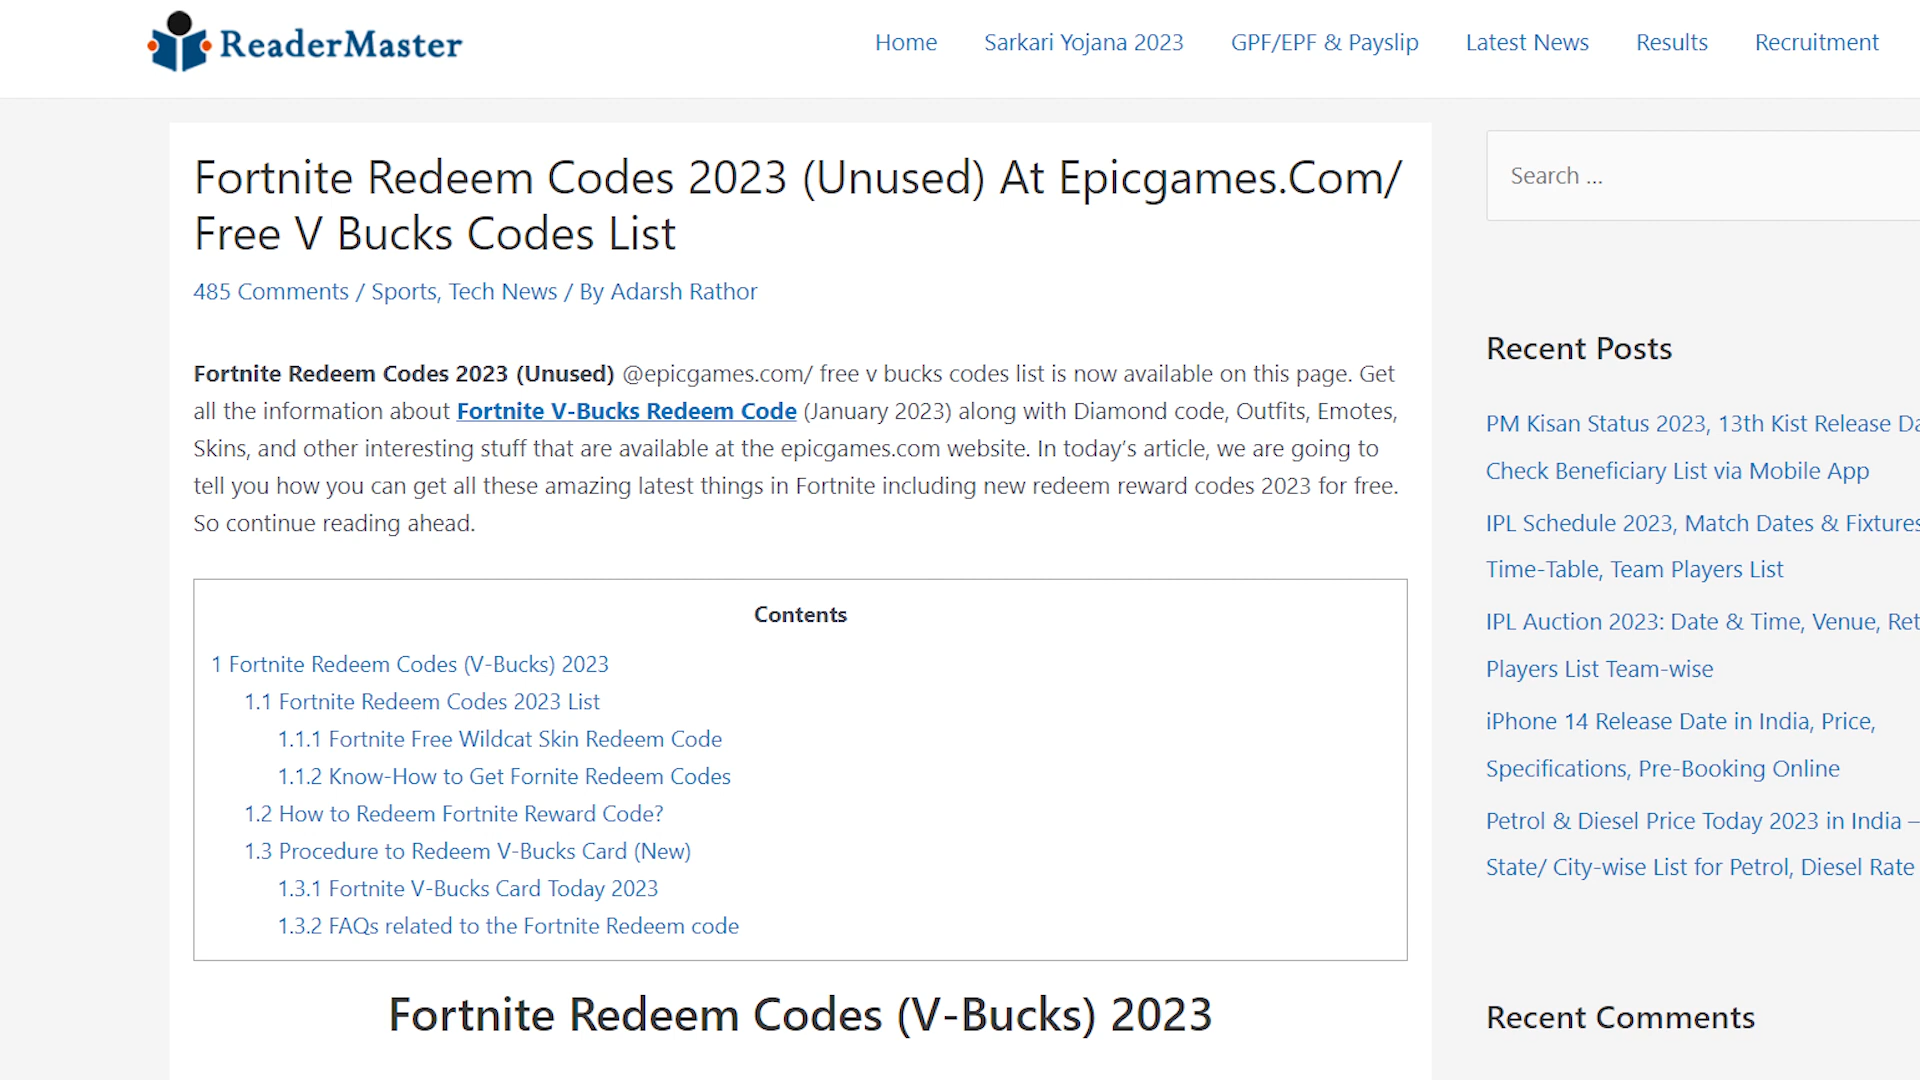 ReaderMaster
Home Sarkari Yojana 2023 GPF/EPF & Payslip Latest News Results Recruitment
Fortnite Redeem Codes 2023 (Unused) At Epicgames.Com/
Free V Bucks Codes List
485 Comments / Sports, Tech News / By Adarsh Rathor
Fortnite Redeem Codes 2023 (Unused) @epicgames.com/ free v bucks codes list is now available on this page. Get
all the information about Fortnite V-Bucks Redeem Code (January 2023) along with Diamond code, Outfits, Emotes,
Skins, and other interesting stuff that are available at the epicgames.com website. In today’s article, we are going to
tell you how you can get all these amazing latest things in Fortnite including new redeem reward codes 2023 for free.
So continue reading ahead.
Contents
1 Fortnite Redeem Codes (V-Bucks) 2023
1.1 Fortnite Redeem Codes 2023 List
1.1.1 Fortnite Free Wildcat Skin Redeem Code
1.1.2 Know-How to Get Fornite Redeem Codes
1.2 How to Redeem Fortnite Reward Code?
1.3 Procedure to Redeem V-Bucks Card (New)
1.3.1 Fortnite V-Bucks Card Today 2023
1.3.2 FAQs related to the Fortnite Redeem code
Fortnite Redeem Codes (V-Bucks) 2023
Search ...
Recent Posts
PM Kisan Status 2023, 13th Kist Release Da
Check Beneficiary List via Mobile App
IPL Schedule 2023, Match Dates & Fixtures
Time-Table, Team Players List
IPL Auction 2023: Date & Time, Venue, Ret
Players List Team-wise
iPhone 14 Release Date in India, Price,
Specifications, Pre-Booking Online
Petrol & Diesel Price Today 2023 in India –
State/ City-wise List for Petrol, Diesel Rate
Recent Comments